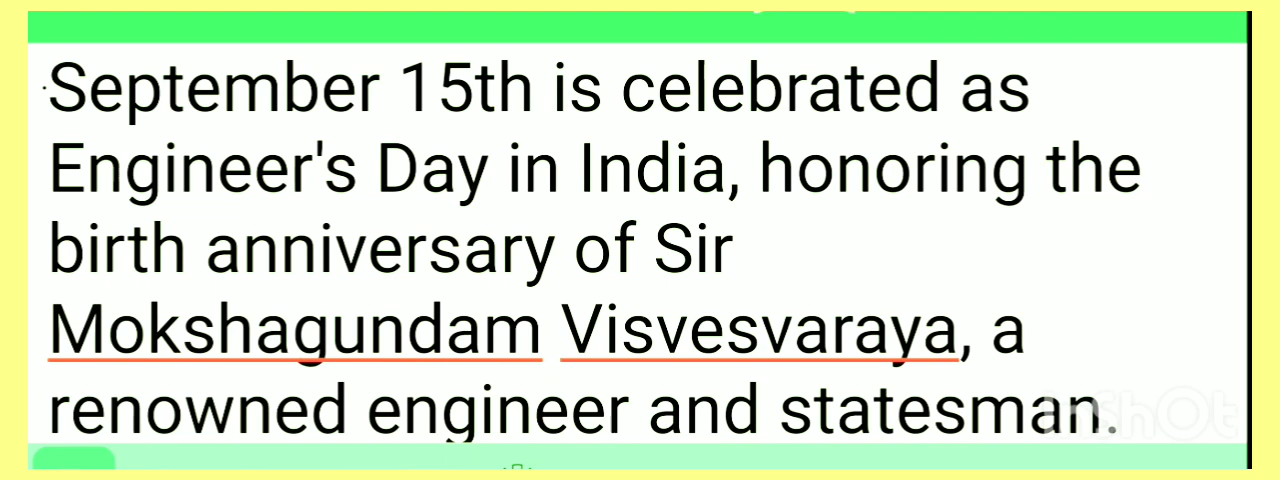 September 15th is celebrated as
Engineer's Day in India, honoring the
birth anniversary of Sir
Mokshagundam Visvesvaraya, a
renowned engineer and statesman.
InShOt